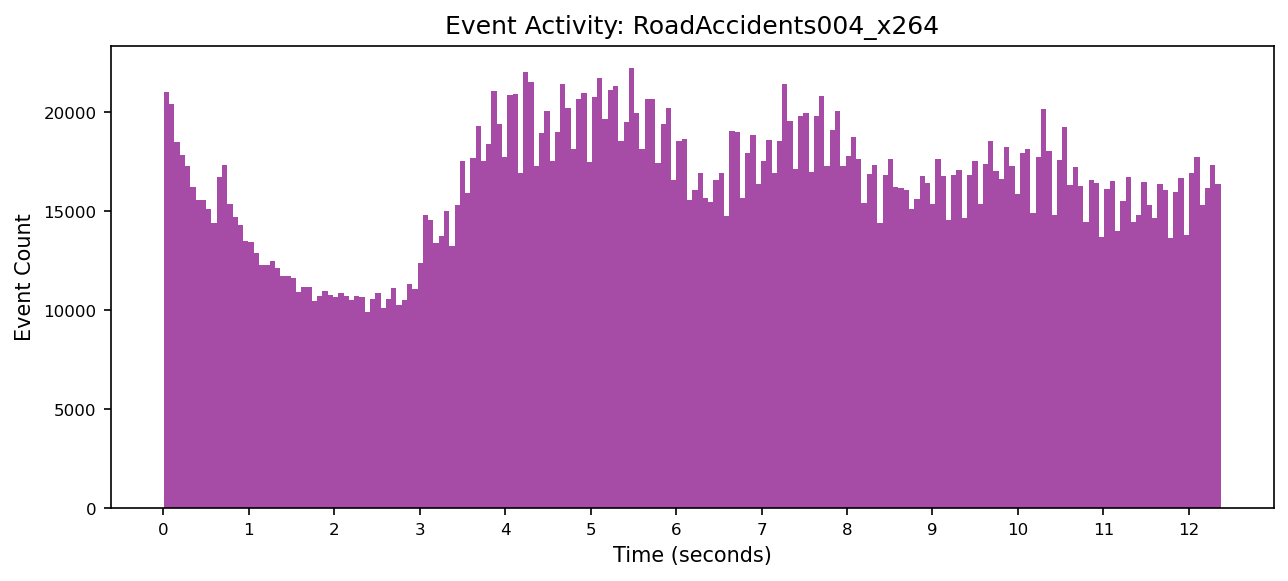 Event Activity: RoadAccidents004_x264
Event Count
20000
15000
10000
5000
0
0 1 2 3 4 5 6 7 8 9 10 11 12
Time (seconds)